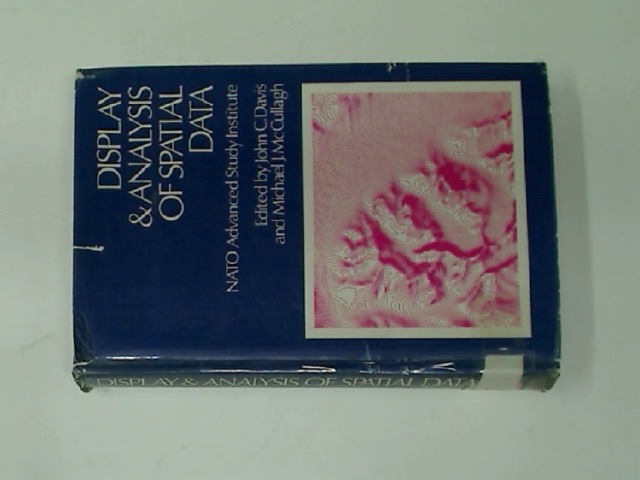 DISPLAY
& ANALYSIS
OF SPATIAL
DATA
NATO Advanced Study Institute
Edited by John C. Davis
and Michael J. McCullagh
DISPLAY & ANALYSIS OF SPATIAL DATA